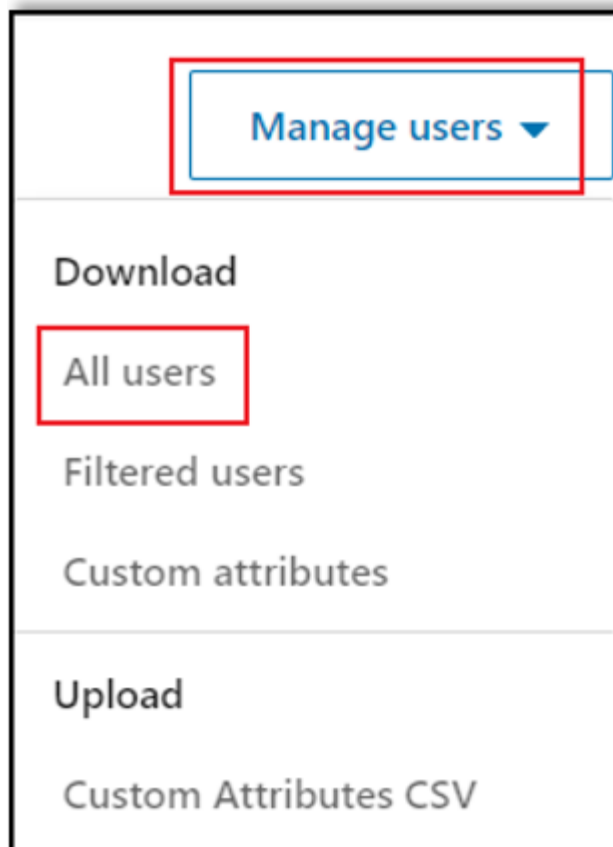 Manage users
Download
All users
Filtered users
Custom attributes
Upload
Custom Attributes CSV